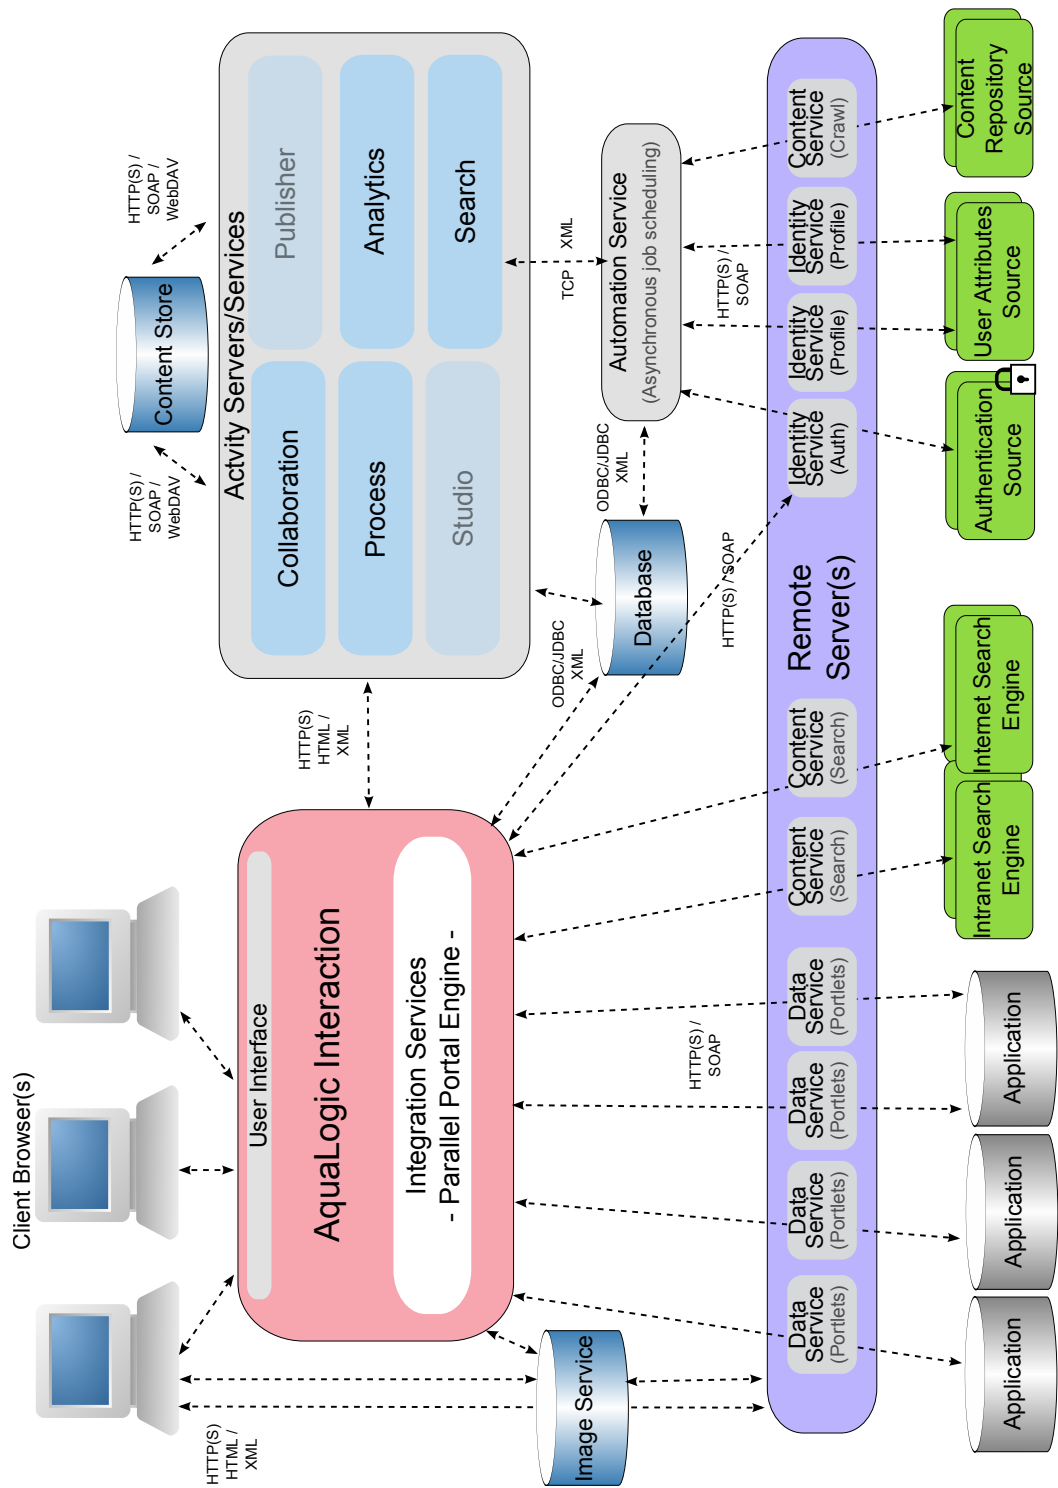 Client Browser(s)
HTTP(S)
HTML /
XML
User Interface
AquaLogic Interaction
Integration Services
- Parallel Portal Engine -
HTTP(S)
HTML /
XML
HTTP(S) /
SOAP /
WebDAV
Content Store
HTTP(S) /
SOAP /
WebDAV
Actvity Servers/Services
Collaboration
Publisher
Process
Analytics
Studio
Search
Image Service
ODBC/JDBC
XML
Database
ODBC/JDBC
XML
TCP
XML
Automation Service
(Asynchronous job scheduling)
HTTP(S) /
SOAP
HTTP(S) / SOAP
HTTP(S) /
SOAP
Data
Service
(Portlets)
Data
Service
(Portlets)
Data
Service
(Portlets)
Data
Service
(Portlets)
Content
Service
(Search)
Content
Service
(Search)
Remote
Server(s)
Identity
Service
(Auth)
Identity
Service
(Profile)
Identity
Service
(Profile)
Content
Service
(Crawl)
Application
Application
Application
Intranet Search
Engine
Internet Search
Engine
Authentication
Source
User Attributes
Source
Content
Repository
Source